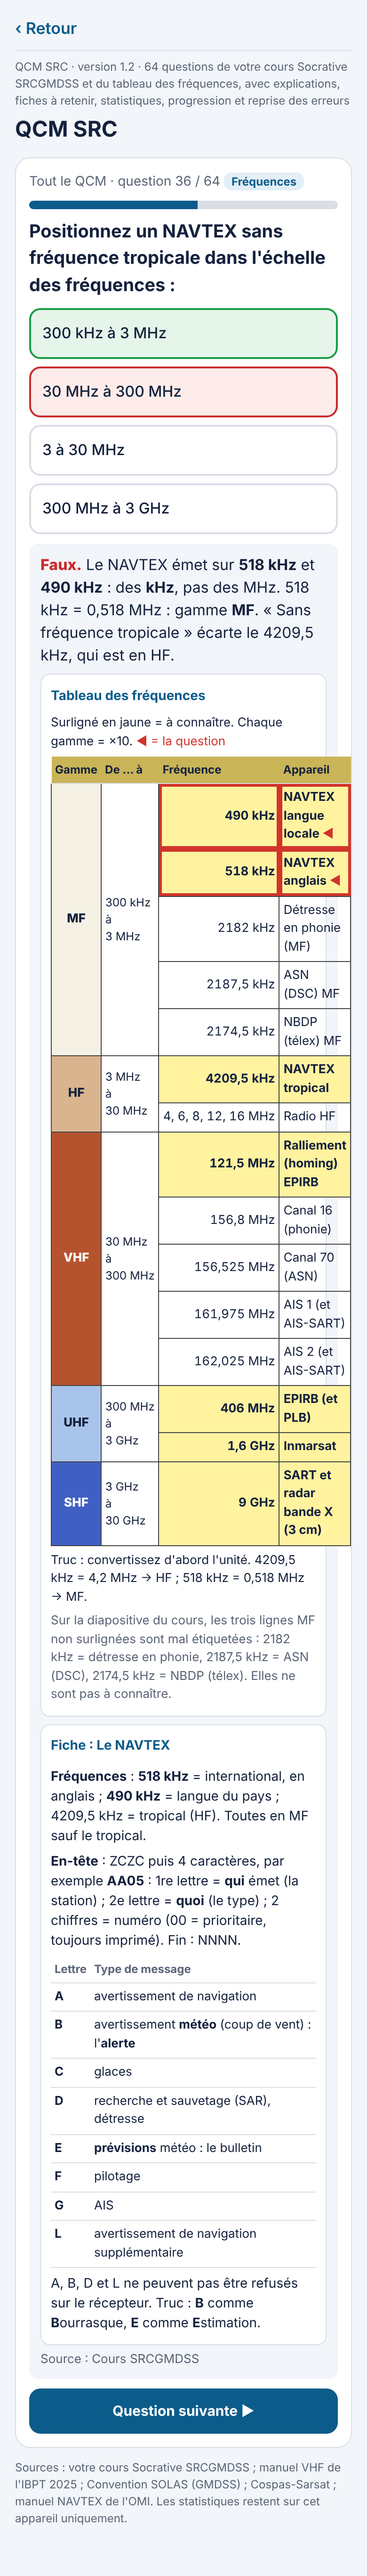 ‹ Retour
QCM SRC · version 1.2 · 64 questions de votre cours Socrative
SRCGMDSS et du tableau des fréquences, avec explications,
fiches à retenir, statistiques, progression et reprise des erreurs
QCM SRC
Tout le QCM · question 36 / 64 Fréquences
Positionnez un NAVTEX sans
fréquence tropicale dans l'échelle
des fréquences :
300 kHz à 3 MHz
30 MHz à 300 MHz
3 à 30 MHz
300 MHz à 3 GHz
Faux. Le NAVTEX émet sur 518 kHz et
490 kHz : des kHz, pas des MHz. 518
kHz = 0,518 MHz : gamme MF. « Sans
fréquence tropicale » écarte le 4209,5
kHz, qui est en HF.
Tableau des fréquences
Surligné en jaune = à connaître. Chaque
gamme = ×10. ◀ = la question
Gamme De … à Fréquence Appareil
MF
300 kHz
à
3 MHz
490 kHz
NAVTEX
langue
locale ◀
518 kHz
NAVTEX
anglais ◀
2182 kHz
Détresse
en phonie
(MF)
2187,5 kHz
ASN
(DSC) MF
2174,5 kHz
NBDP
(télex) MF
HF
3 MHz
à
30 MHz
4209,5 kHz
NAVTEX
tropical
4, 6, 8, 12, 16 MHz Radio HF
VHF
30 MHz
à
300 MHz
121,5 MHz
Ralliement
(homing)
EPIRB
156,8 MHz
Canal 16
(phonie)
156,525 MHz
Canal 70
(ASN)
161,975 MHz
AIS 1 (et
AIS-SART)
162,025 MHz
AIS 2 (et
AIS-SART)
UHF
300 MHz
à
3 GHz
406 MHz
EPIRB (et
PLB)
1,6 GHz Inmarsat
SHF
3 GHz
à
30 GHz
9 GHz
SART et
radar
bande X
(3 cm)
Truc : convertissez d'abord l'unité. 4209,5
kHz = 4,2 MHz → HF ; 518 kHz = 0,518 MHz
→ MF.
Sur la diapositive du cours, les trois lignes MF
non surlignées sont mal étiquetées : 2182
kHz = détresse en phonie, 2187,5 kHz = ASN
(DSC), 2174,5 kHz = NBDP (télex). Elles ne
sont pas à connaître.
Fiche : Le NAVTEX
Fréquences : 518 kHz = international, en
anglais ; 490 kHz = langue du pays ;
4209,5 kHz = tropical (HF). Toutes en MF
sauf le tropical.
En-tête : ZCZC puis 4 caractères, par
exemple AA05 : 1re lettre = qui émet (la
station) ; 2e lettre = quoi (le type) ; 2
chiffres = numéro (00 = prioritaire,
toujours imprimé). Fin : NNNN.
Lettre Type de message
A avertissement de navigation
B avertissement météo (coup de vent) :
l'alerte
C glaces
D recherche et sauvetage (SAR),
détresse
E prévisions météo : le bulletin
F pilotage
G AIS
L avertissement de navigation
supplémentaire
A, B, D et L ne peuvent pas être refusés
sur le récepteur. Truc : B comme
Bourrasque, E comme Estimation.
Source : Cours SRCGMDSS
Question suivante ▶
Sources : votre cours Socrative SRCGMDSS ; manuel VHF de
l'IBPT 2025 ; Convention SOLAS (GMDSS) ; Cospas-Sarsat ;
manuel NAVTEX de l'OMI. Les statistiques restent sur cet
appareil uniquement.